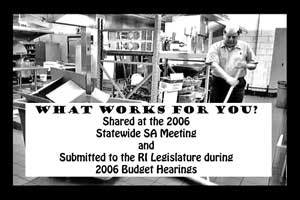 WHAT WORKS FOR YOU?
Shared at the 2006
Statewide SA Meeting
and
Submitted to the RI Legislature during
2006 Budget Hearings